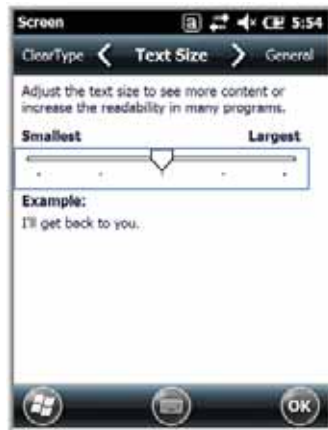 Screen 5:54
ClearType Text Size General
Adjust the text size to see more content or
increase the readability in many programs.
Smallest Largest
Example:
I'll get back to you.
OK